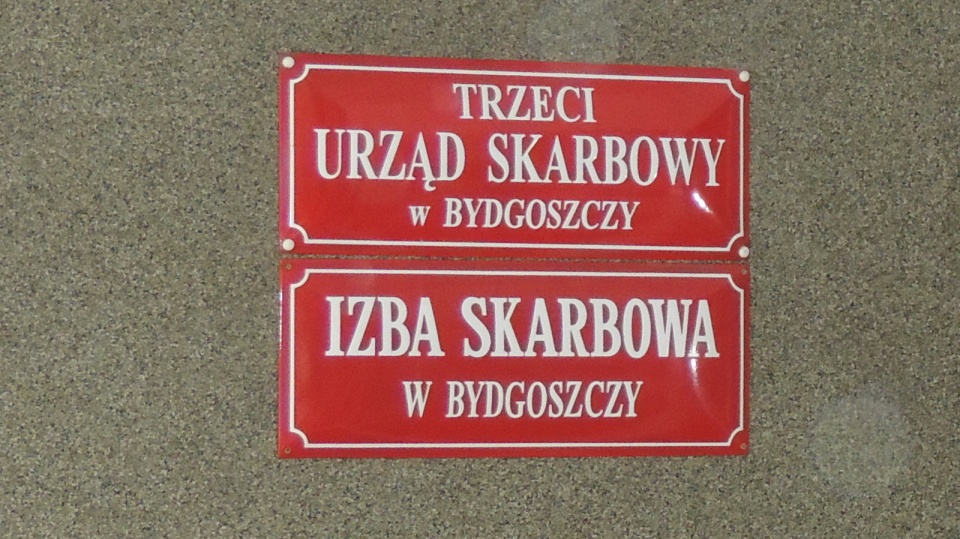 TRZECI
URZĄD SKARBOWY
w BYDGOSZCZY
IZBA SKARBOWA
W BYDGOSZCZY